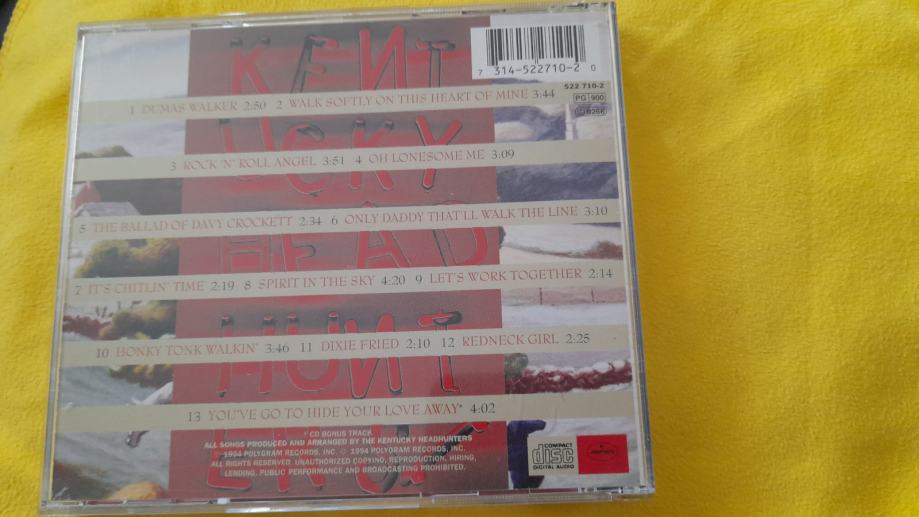 KENT
7 314-522710-2 0
522 710-2
PG 900
1 DUMAS WALKER 2:50 2 WALK SOFTLY ON THIS HEART OF MINE 3:44
UCKY
3 ROCK 'N' ROLL ANGEL 3:51 4 OH LONESOME ME 3:09
5 THE BALLAD OF DAVY CROCKETT 2:34 6 ONLY DADDY THAT'LL WALK THE LINE 3:10
HEAD
7 IT'S CHITLIN' TIME 2:19 8 SPIRIT IN THE SKY 4:20 9 LET'S WORK TOGETHER 2:14
HUNT
10 HONKY TONK WALKIN' 3:46 11 DIXIE FRIED 2:10 12 REDNECK GIRL 2:25
13 YOU'VE GO TO HIDE YOUR LOVE AWAY* 4:02
* CD BONUS TRACK
ALL SONGS PRODUCED AND ARRANGED BY THE KENTUCKY HEADHUNTERS
℗ 1994 POLYGRAM RECORDS, INC. © 1994 POLYGRAM RECORDS, INC.
ALL RIGHTS RESERVED. UNAUTHORIZED COPYING, REPRODUCTION, HIRING,
LENDING, PUBLIC PERFORMANCE AND BROADCASTING PROHIBITED.
COMPACT
disc
DIGITAL AUDIO